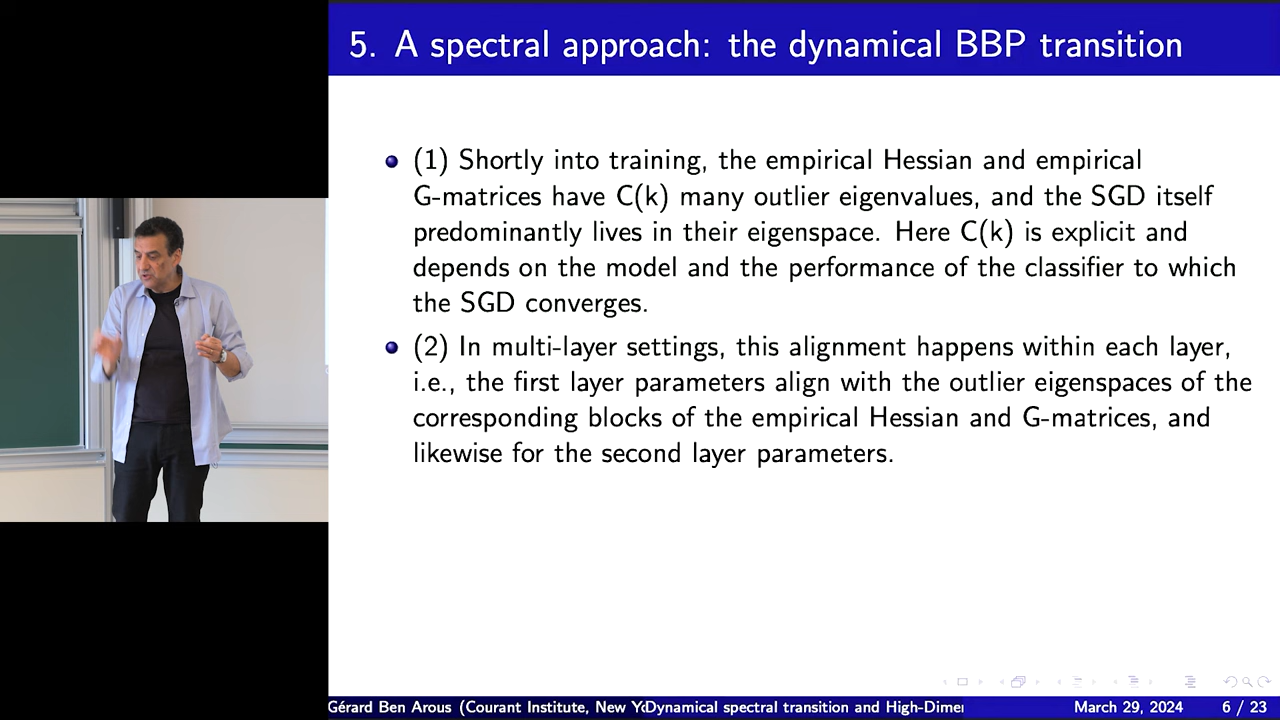 5. A spectral approach: the dynamical BBP transition
(1) Shortly into training, the empirical Hessian and empirical
G-matrices have C(k) many outlier eigenvalues, and the SGD itself
predominantly lives in their eigenspace. Here C(k) is explicit and
depends on the model and the performance of the classifier to which
the SGD converges.
(2) In multi-layer settings, this alignment happens within each layer,
i.e., the first layer parameters align with the outlier eigenspaces of the
corresponding blocks of the empirical Hessian and G-matrices, and
likewise for the second layer parameters.
Gérard Ben Arous (Courant Institute, New Yo Dynamical spectral transition and High-Dimen March 29, 2024 6 / 23